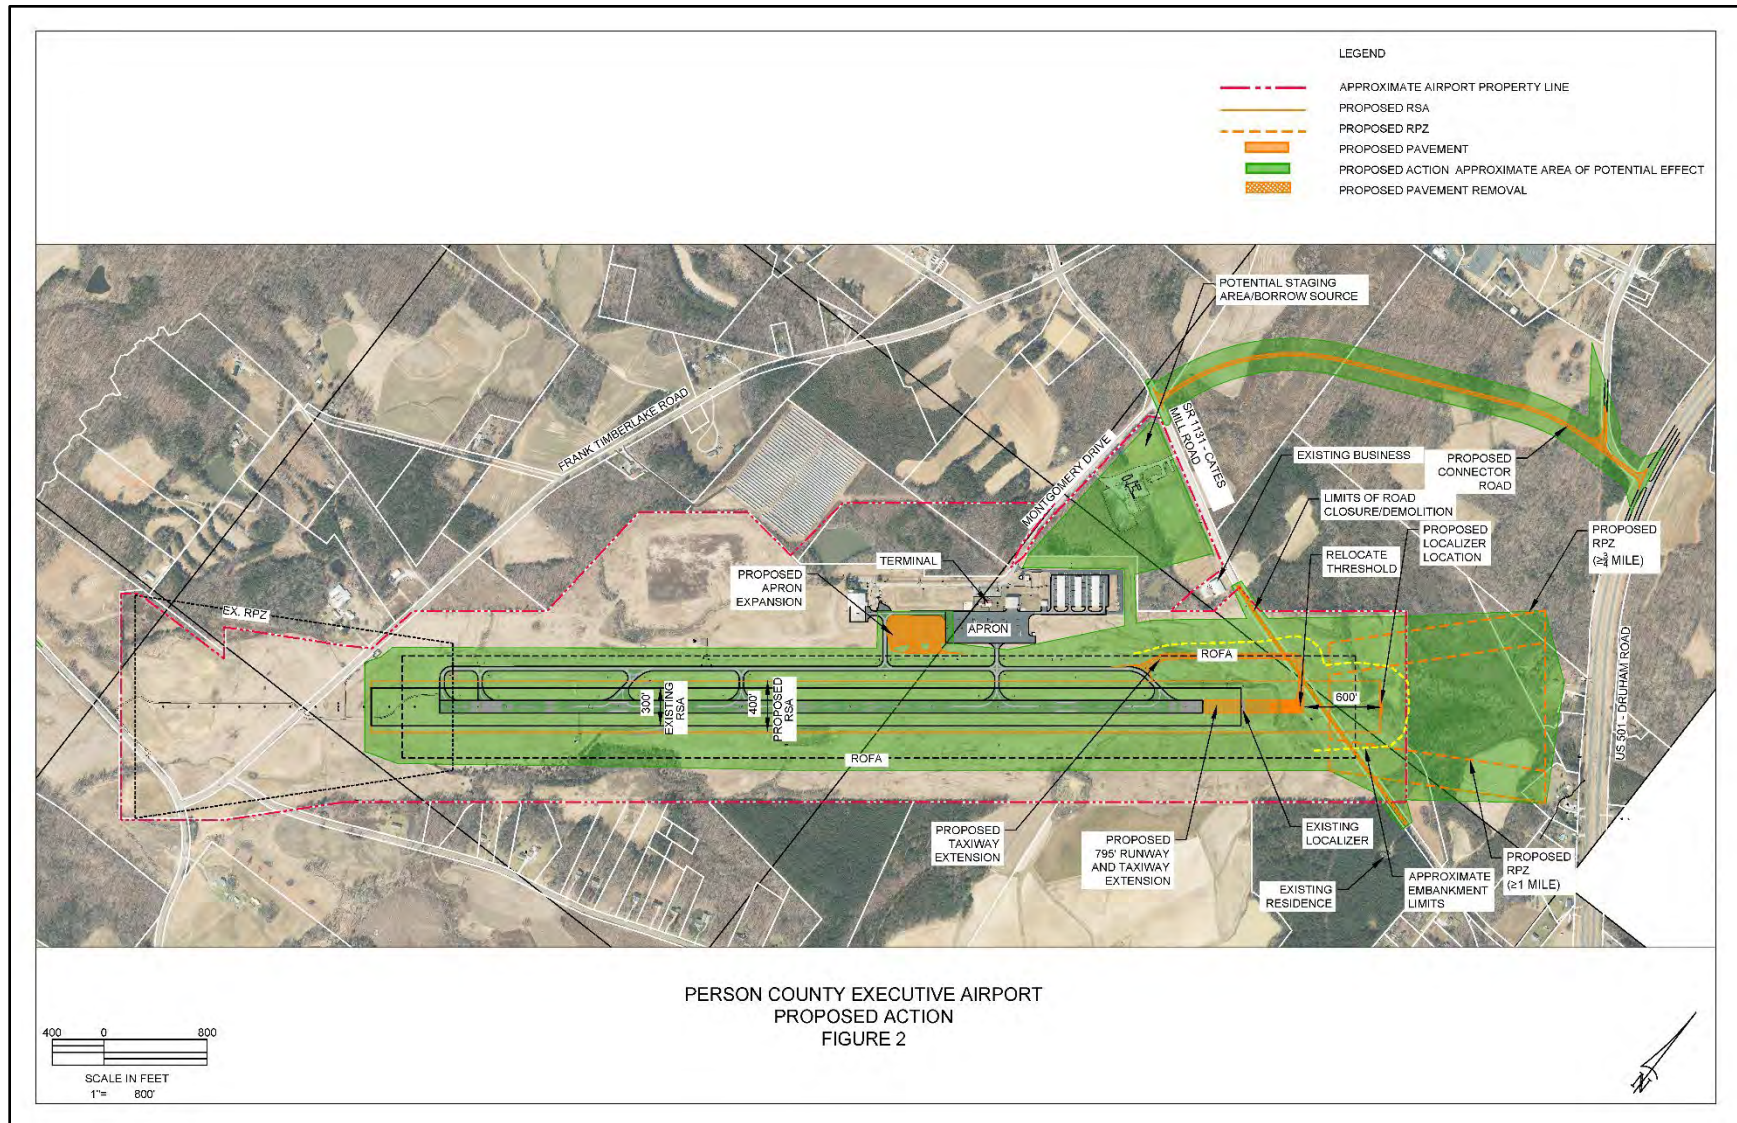 LEGEND
APPROXIMATE AIRPORT PROPERTY LINE
PROPOSED RSA
PROPOSED RPZ
PROPOSED PAVEMENT
PROPOSED ACTION APPROXIMATE AREA OF POTENTIAL EFFECT
PROPOSED PAVEMENT REMOVAL
POTENTIAL STAGING
AREA/BORROW SOURCE
FRANK TIMBERLAKE ROAD
MONTGOMERY DRIVE
SR 1131 - CATES
MILL ROAD
EXISTING BUSINESS
PROPOSED
CONNECTOR
ROAD
LIMITS OF ROAD
CLOSURE/DEMOLITION
PROPOSED
LOCALIZER
LOCATION
PROPOSED
RPZ
(≥¾ MILE)
RELOCATE
THRESHOLD
TERMINAL
PROPOSED
APRON
EXPANSION
EX. RPZ
APRON
ROFA
300'
EXISTING
RSA
400'
PROPOSED
RSA
600'
ROFA
US 501 - DRUHAM ROAD
PROPOSED
TAXIWAY
EXTENSION
PROPOSED
795' RUNWAY
AND TAXIWAY
EXTENSION
EXISTING
LOCALIZER
EXISTING
RESIDENCE
APPROXIMATE
EMBANKMENT
LIMITS
PROPOSED
RPZ
(≥1 MILE)
PERSON COUNTY EXECUTIVE AIRPORT
PROPOSED ACTION
FIGURE 2
400 0 800
SCALE IN FEET
1"= 800'
N